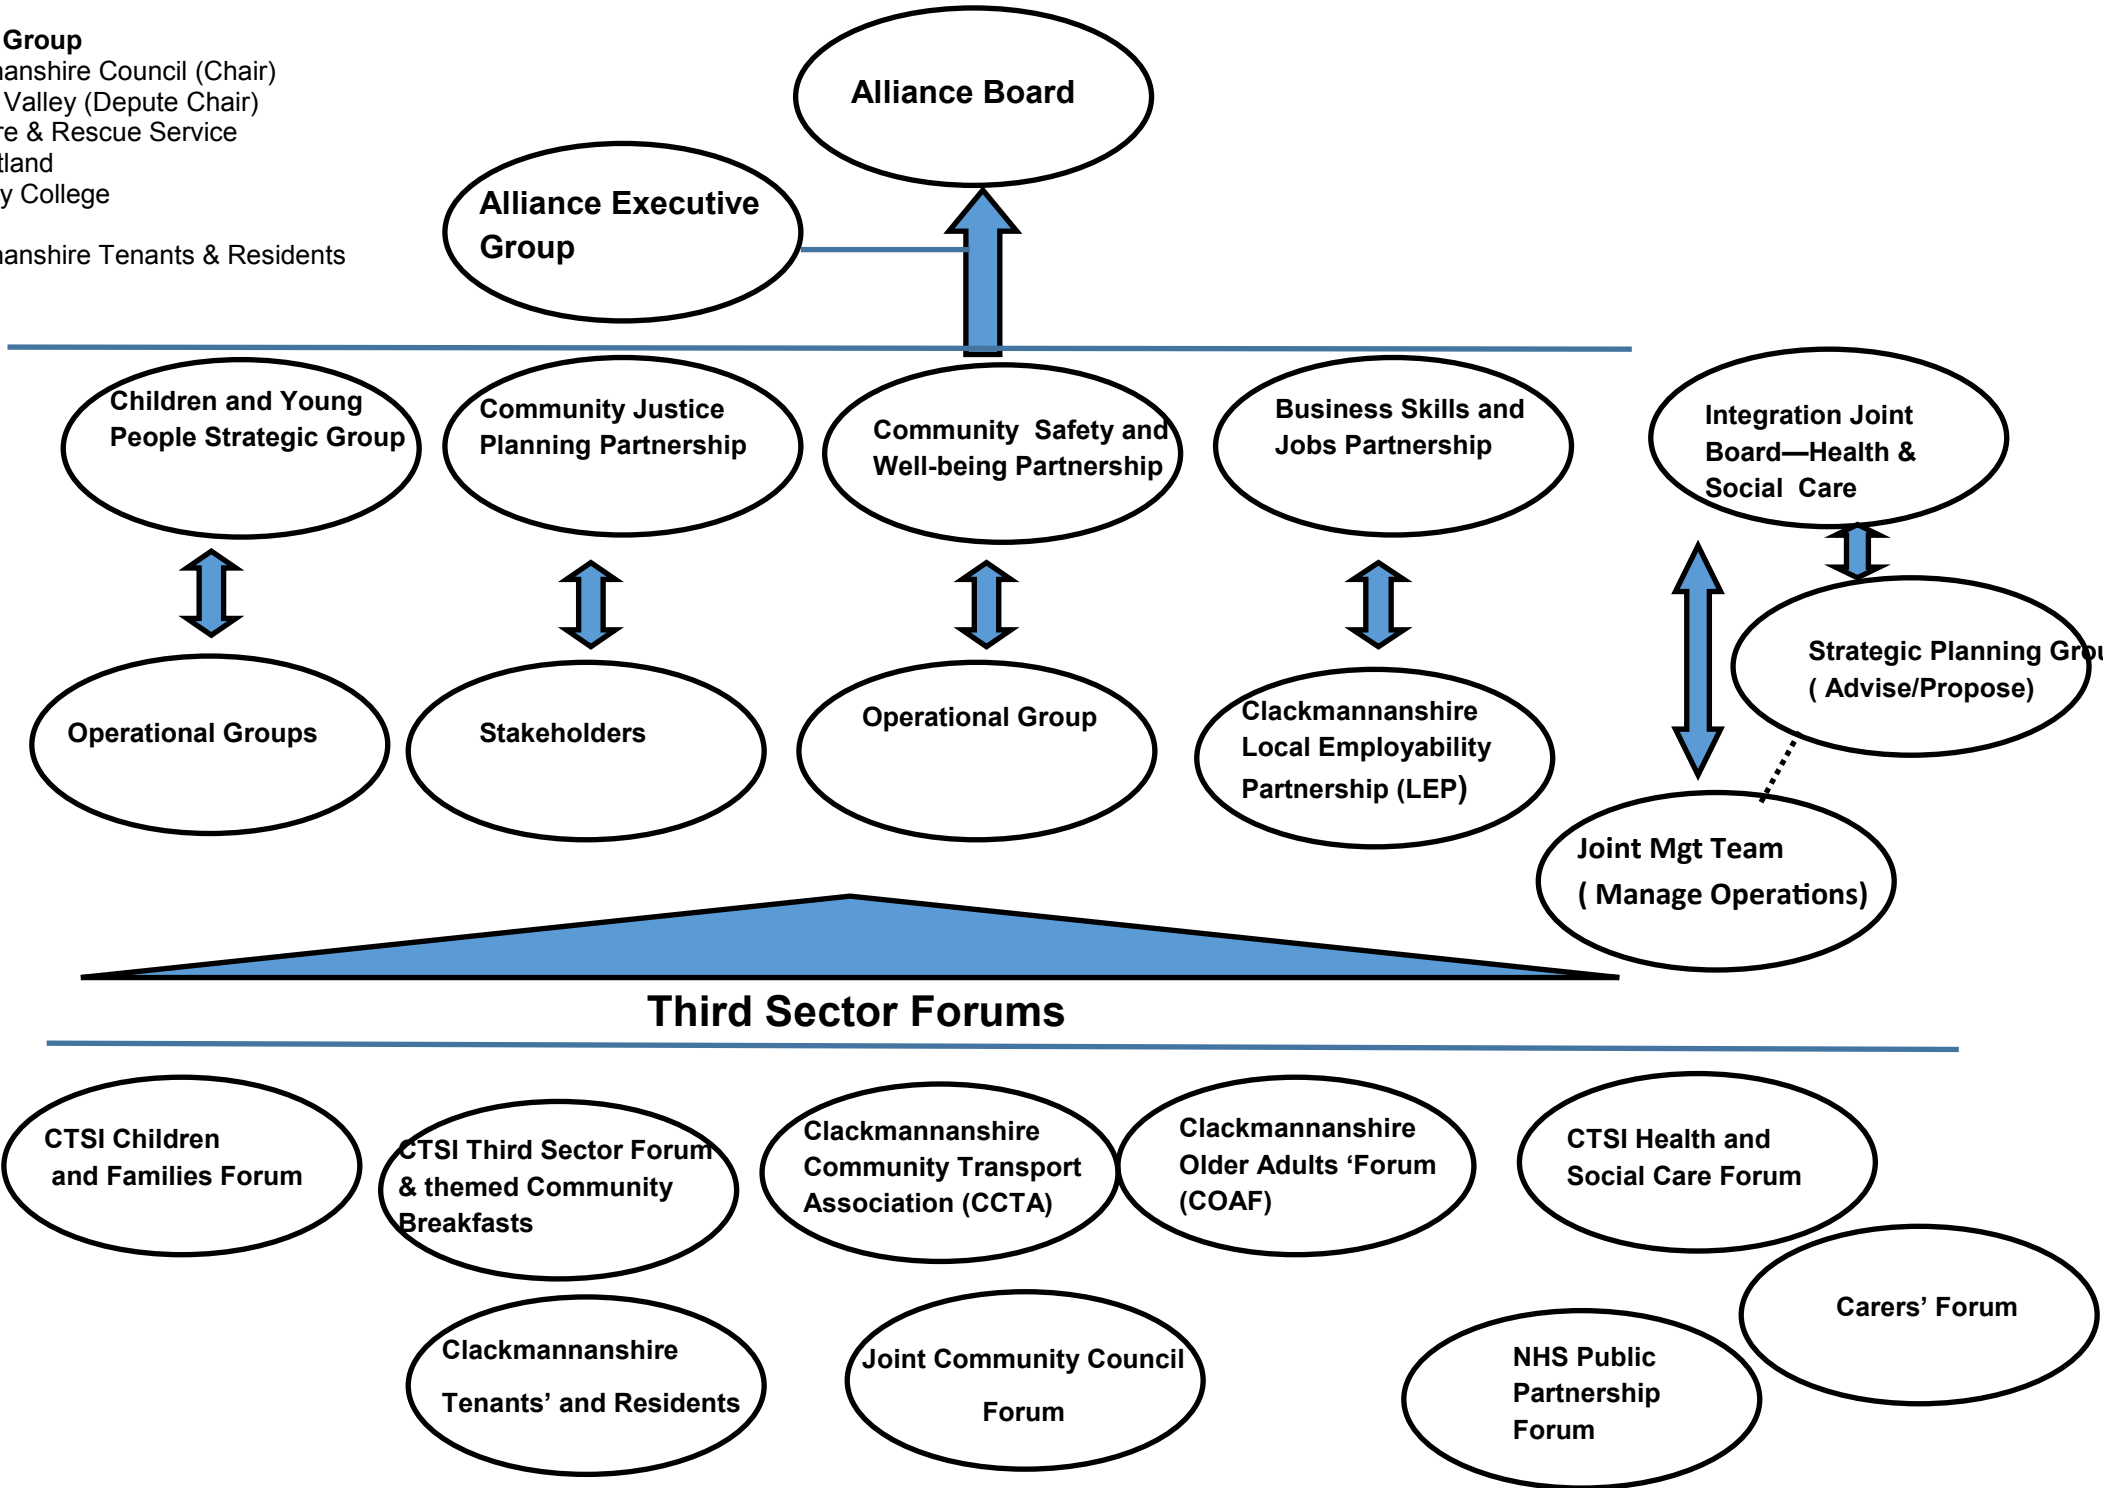 Group
nanshire Council (Chair)
Valley (Depute Chair)
re & Rescue Service
tland
y College
nanshire Tenants & Residents
Alliance Board
Alliance Executive
Group
Children and Young
People Strategic Group
Community Justice
Planning Partnership
Community  Safety and
Well-being Partnership
Business Skills and
Jobs Partnership
Integration Joint
Board—Health &
Social  Care
Operational Groups
Stakeholders
Operational Group
Clackmannanshire
Local Employability
Partnership (LEP)
Strategic Planning Grou
( Advise/Propose)
Joint Mgt Team
( Manage Operations)
Third Sector Forums
CTSI Children
and Families Forum
CTSI Third Sector Forum
& themed Community
Breakfasts
Clackmannanshire
Community Transport
Association (CCTA)
Clackmannanshire
Older Adults ‘Forum
(COAF)
CTSI Health and
Social Care Forum
Carers’ Forum
Clackmannanshire
Tenants’ and Residents
Joint Community Council
Forum
NHS Public
Partnership
Forum